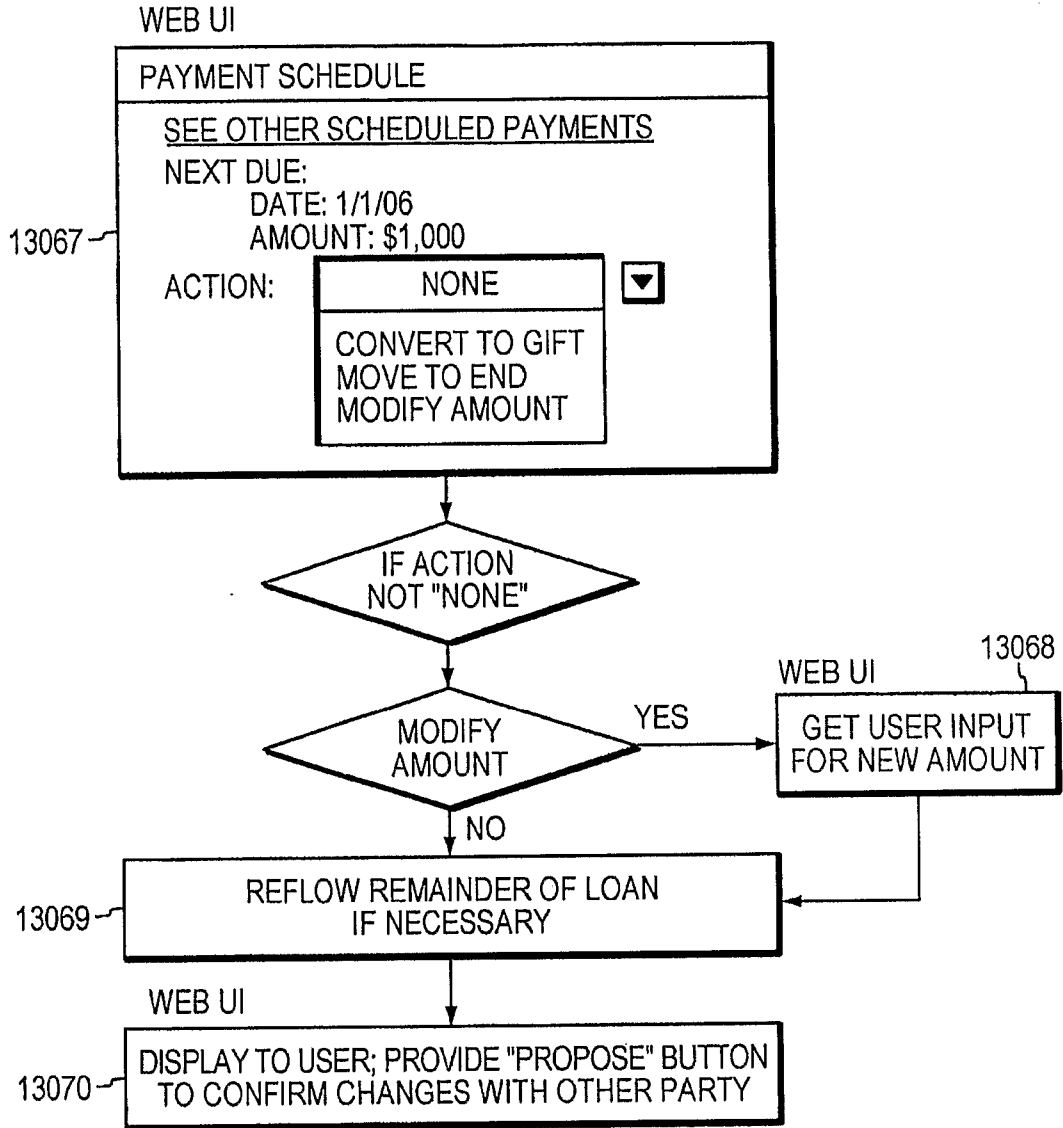 WEB UI
PAYMENT SCHEDULE
SEE OTHER SCHEDULED PAYMENTS
NEXT DUE:
DATE: 1/1/06
AMOUNT: $1,000
13067
ACTION:
NONE
CONVERT TO GIFT
MOVE TO END
MODIFY AMOUNT
IF ACTION
NOT "NONE"
MODIFY
AMOUNT
YES
NO
13068
WEB UI
GET USER INPUT
FOR NEW AMOUNT
13069
REFLOW REMAINDER OF LOAN
IF NECESSARY
WEB UI
13070
DISPLAY TO USER; PROVIDE "PROPOSE" BUTTON
TO CONFIRM CHANGES WITH OTHER PARTY